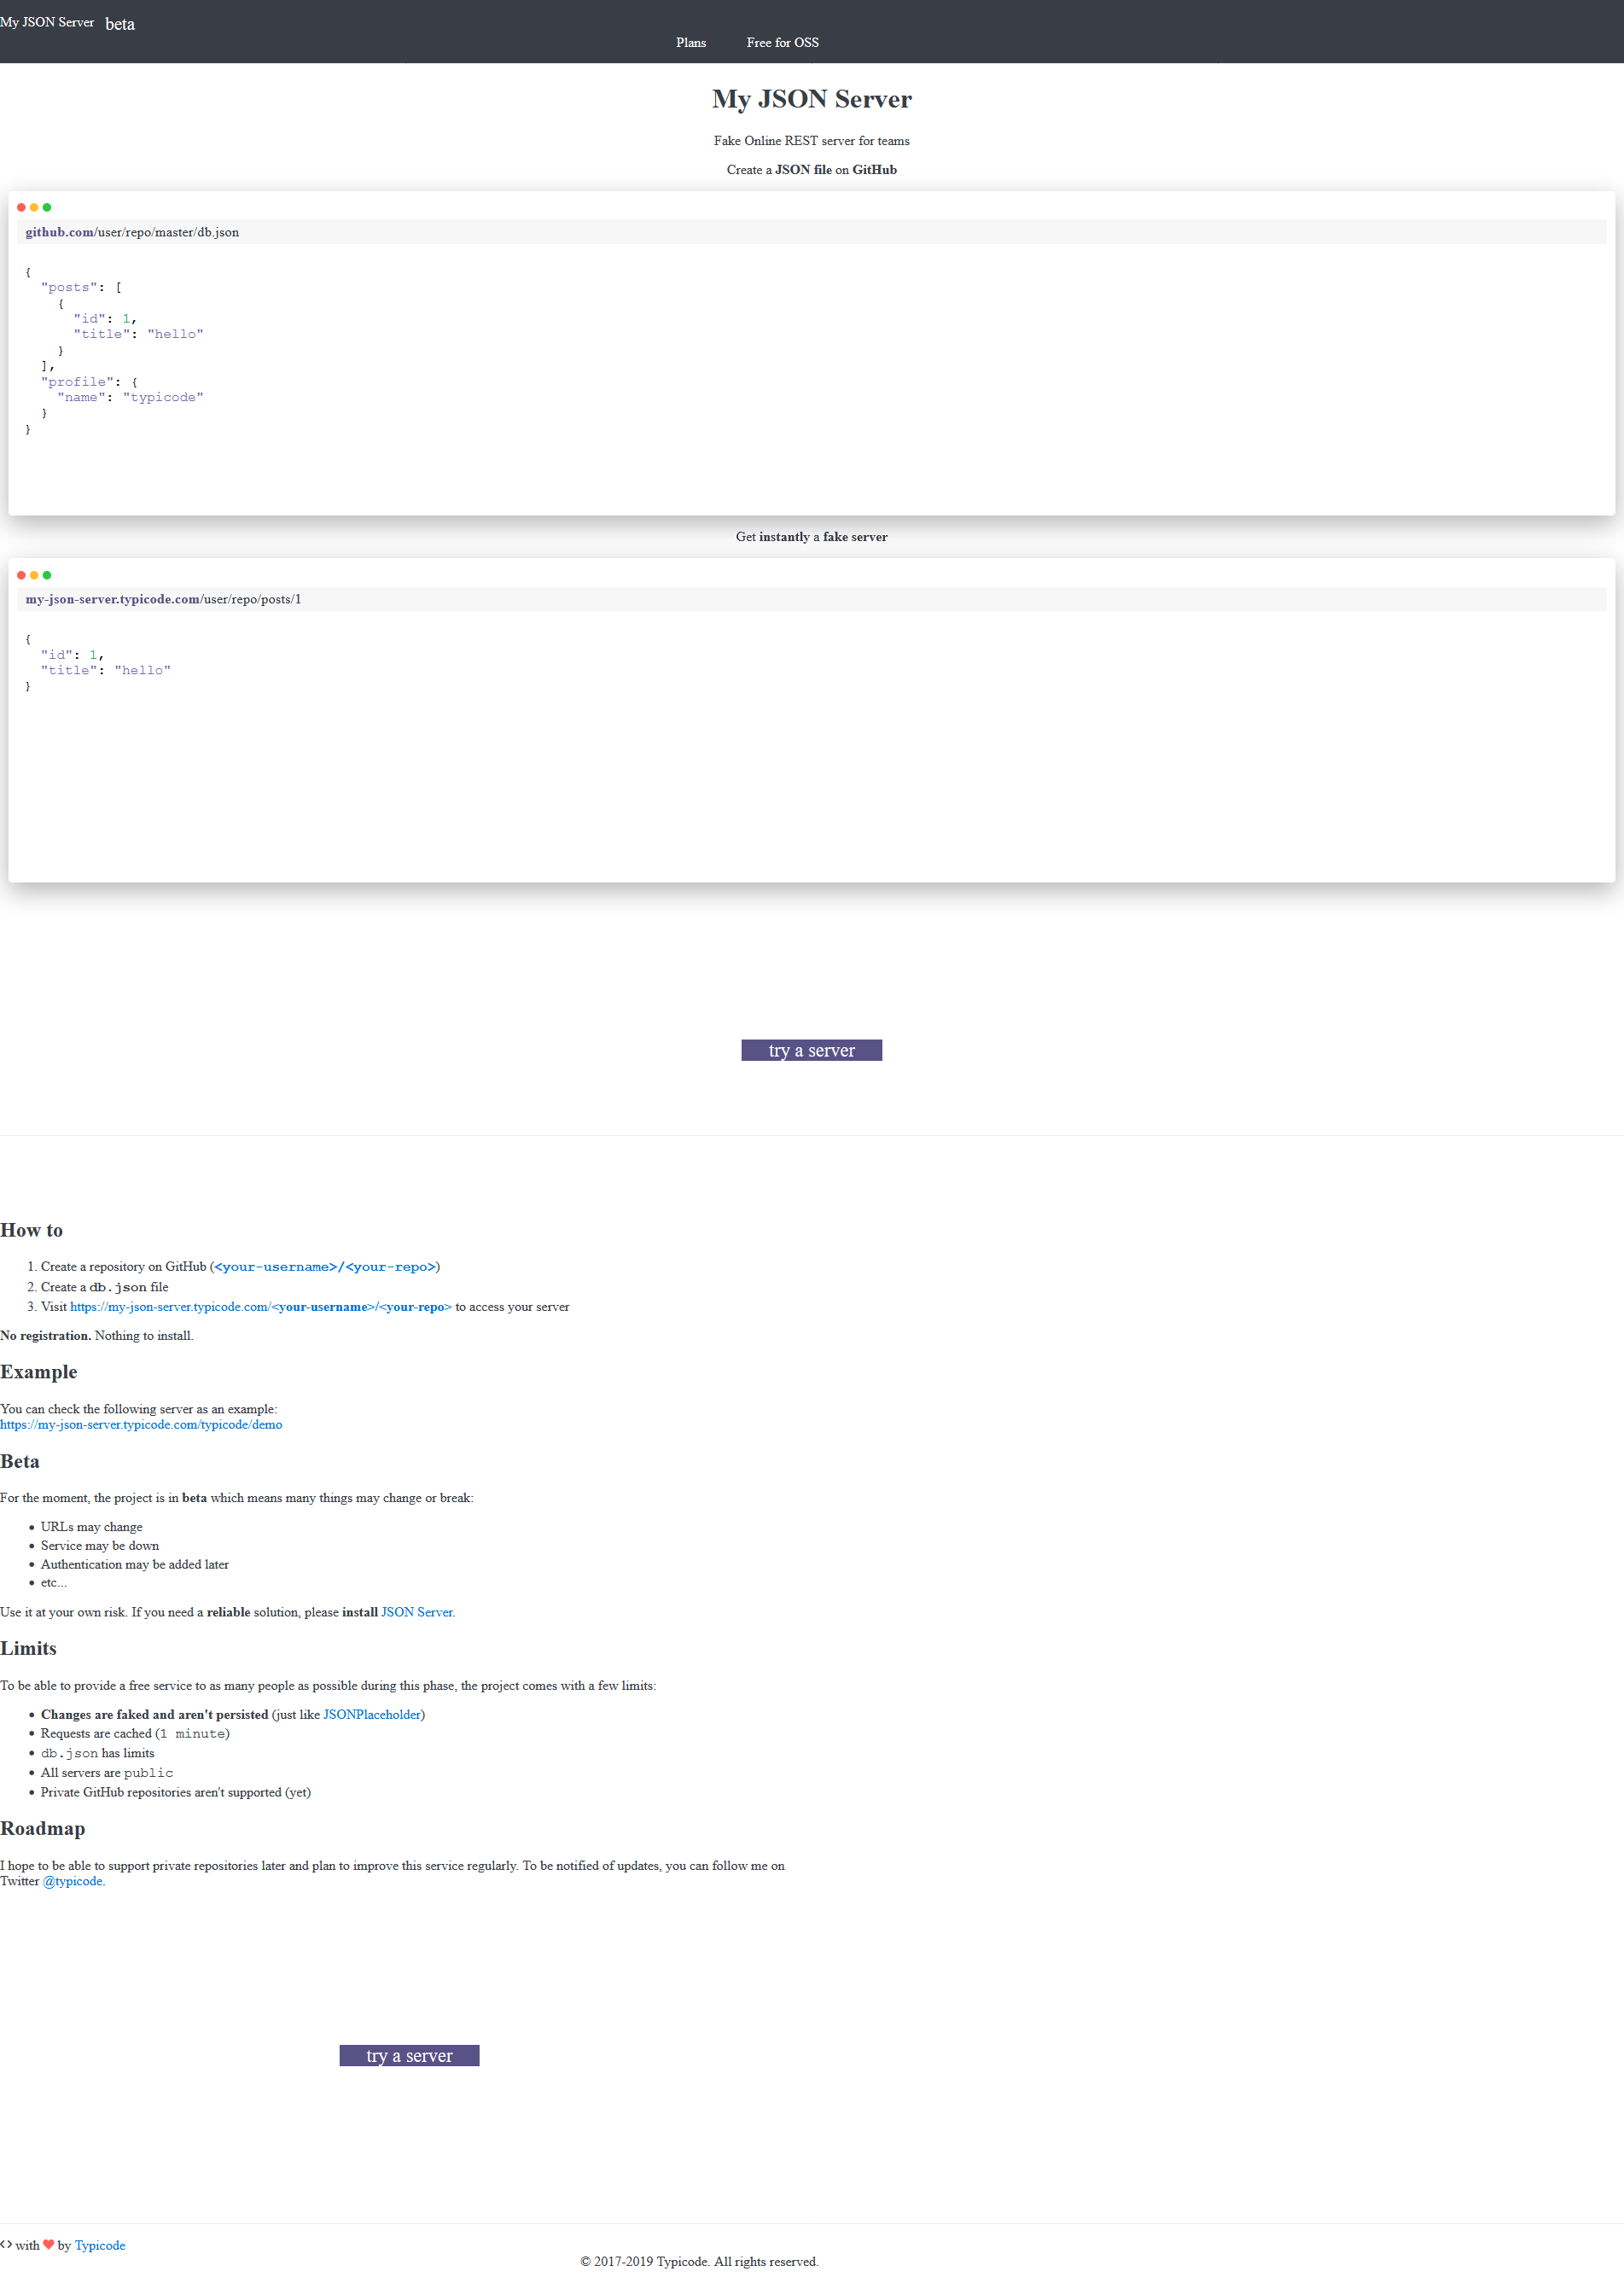 My JSON Server beta
Plans Free for OSS
My JSON Server
Fake Online REST server for teams
Create a JSON file on GitHub
github.com/user/repo/master/db.json
{
  "posts": [
    {
      "id": 1,
      "title": "hello"
    }
  ],
  "profile": {
    "name": "typicode"
  }
}
Get instantly a fake server
my-json-server.typicode.com/user/repo/posts/1
{
  "id": 1,
  "title": "hello"
}
try a server
How to
1. Create a repository on GitHub (<your-username>/<your-repo>)
2. Create a db.json file
3. Visit https://my-json-server.typicode.com/<your-username>/<your-repo> to access your server
No registration. Nothing to install.
Example
You can check the following server as an example:
https://my-json-server.typicode.com/typicode/demo
Beta
For the moment, the project is in beta which means many things may change or break:
• URLs may change
• Service may be down
• Authentication may be added later
• etc...
Use it at your own risk. If you need a reliable solution, please install JSON Server.
Limits
To be able to provide a free service to as many people as possible during this phase, the project comes with a few limits:
• Changes are faked and aren't persisted (just like JSONPlaceholder)
• Requests are cached (1 minute)
• db.json has limits
• All servers are public
• Private GitHub repositories aren't supported (yet)
Roadmap
I hope to be able to support private repositories later and plan to improve this service regularly. To be notified of updates, you can follow me on
Twitter @typicode.
try a server
<> with ♥ by Typicode
© 2017-2019 Typicode. All rights reserved.